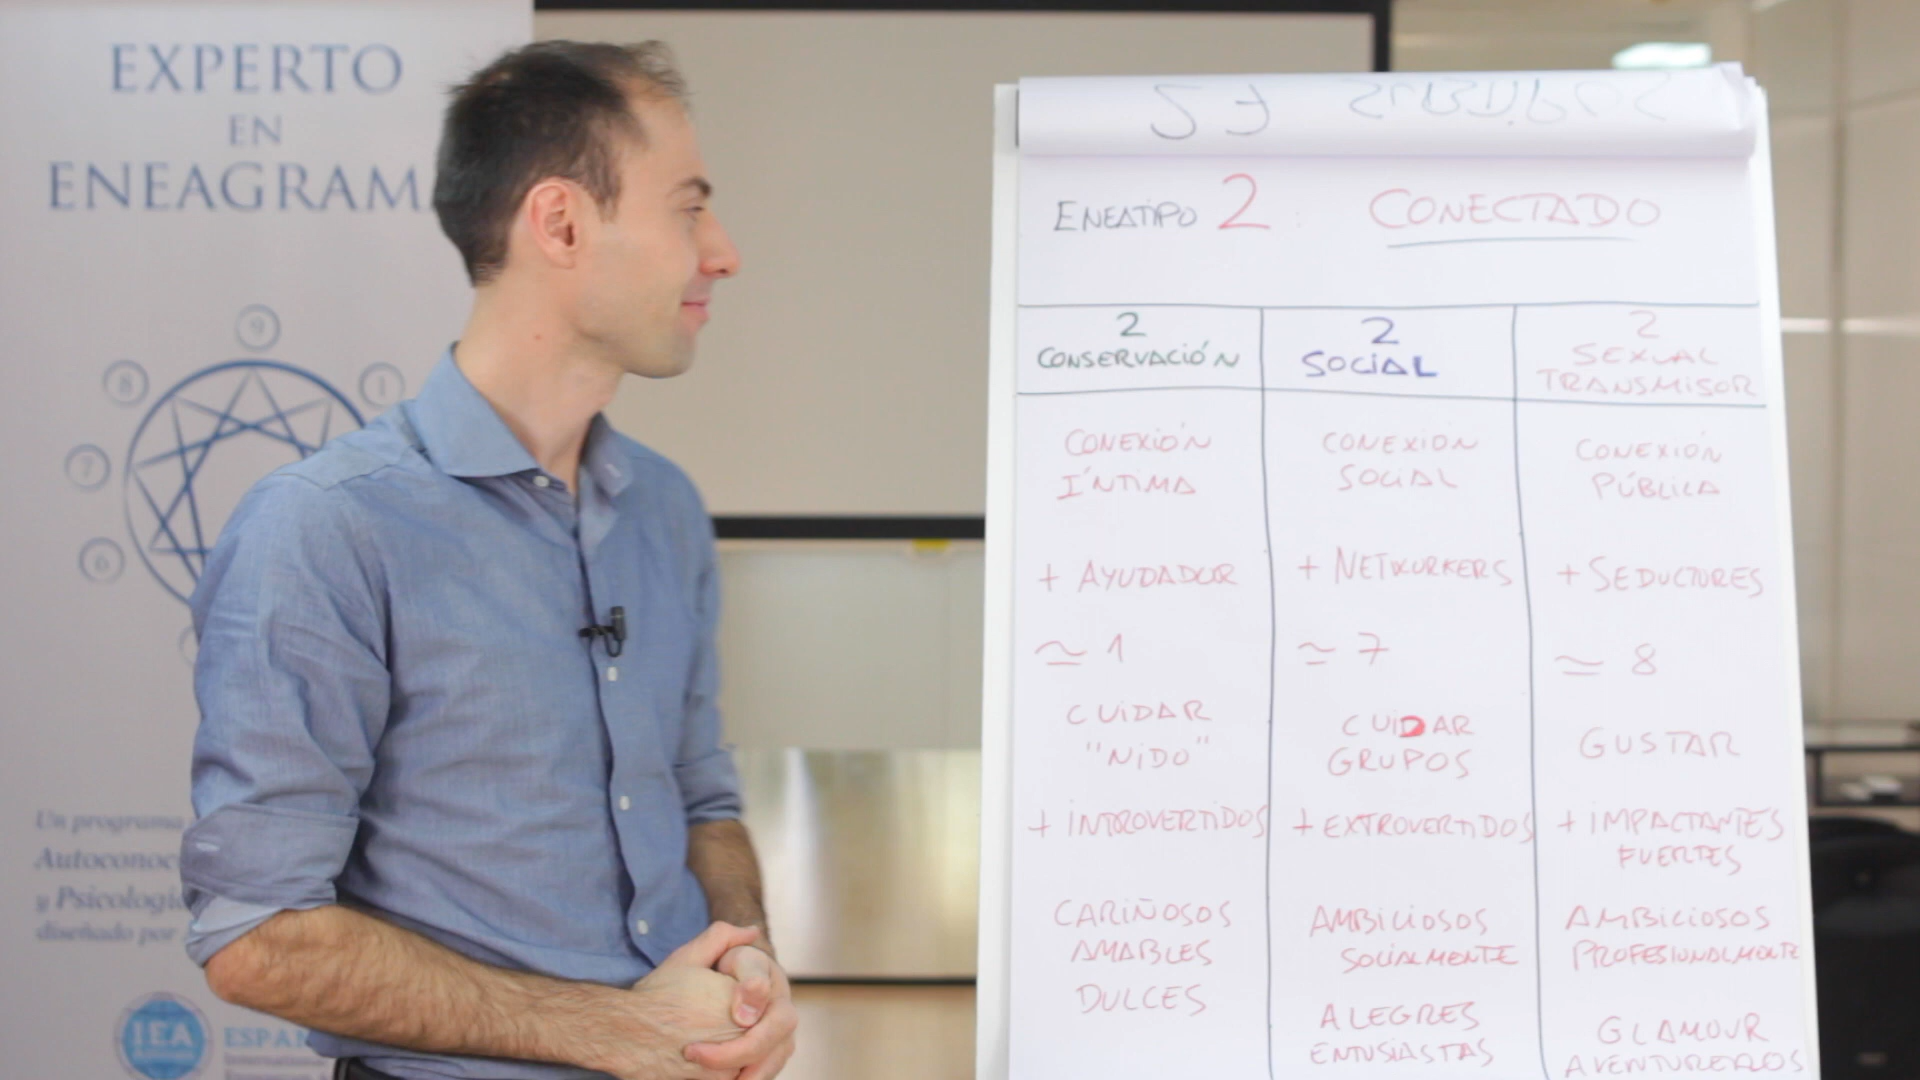 EXPERTO
EN
ENEAGRAM
9
8
1
7
6
Un programa
Autoconoc
y Psicologí
diseñado por
IEA
ESPAÑ
ENEATIPO 2 CONECTADO
2
CONSERVACIÓN
CONEXIÓN
ÍNTIMA
+ AYUDADOR
≃ 1
CUIDAR
"NIDO"
+ INTROVERTIDOS
CARIÑOSOS
AMABLES
DULCES
2
SOCIAL
CONEXION
SOCIAL
+ NETWORKERS
≃ 7
CUIDAR
GRUPOS
+ EXTROVERTIDOS
AMBICIOSOS
SOCIALMENTE
ALEGRES
ENTUSIASTAS
2
SEXUAL
TRANSMISOR
CONEXIÓN
PÚBLICA
+ SEDUCTORES
≃ 8
GUSTAR
+ IMPACTANTES
FUERTES
AMBICIOSOS
PROFESIONALMENTE
GLAMOUR
AVENTUREROS